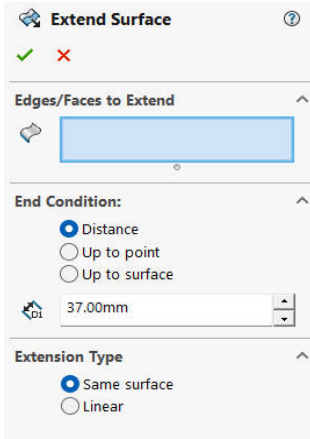 Extend Surface
Edges/Faces to Extend
End Condition:
Distance
Up to point
Up to surface
D1
37.00mm
Extension Type
Same surface
Linear